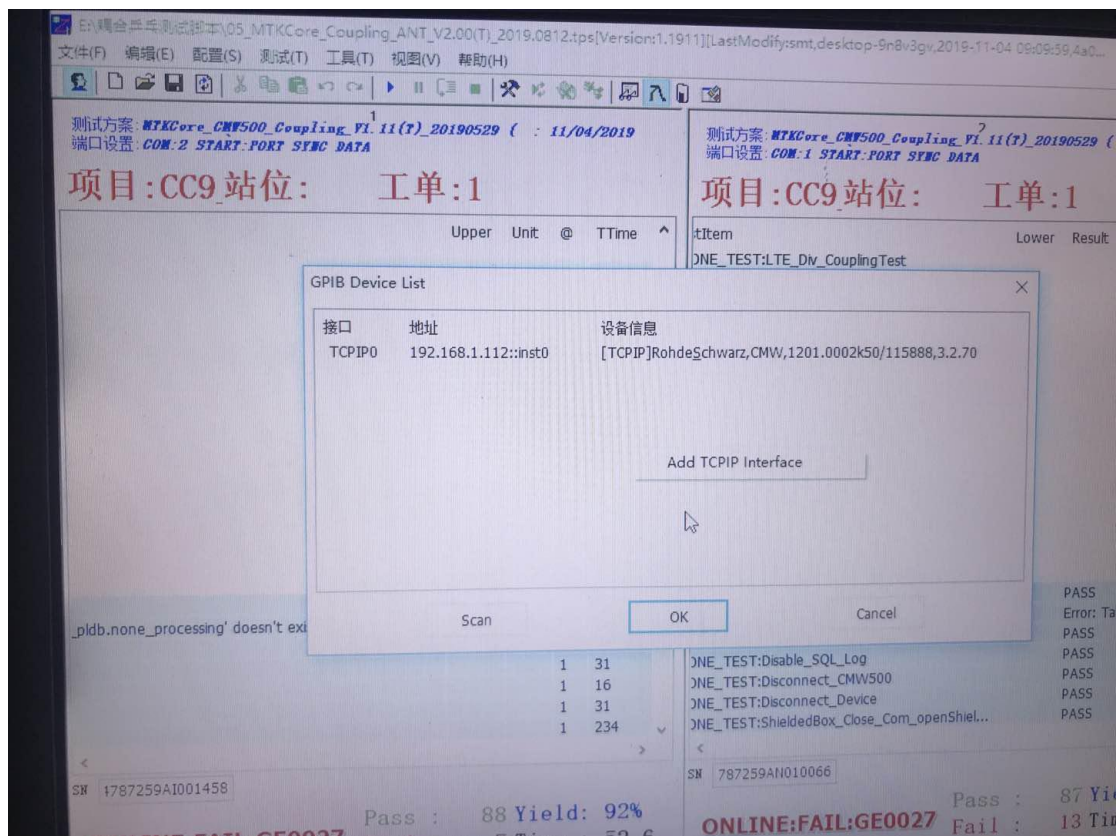 E:\耦合乒乓测试脚本\05_MTKCore_Coupling_ANT_V2.00(T)_2019.0812.tps[Version:1.1911][LastModify:smt,desktop-9n8v3gv,2019-11-04 09:09:59,4a0...
文件(F) 编辑(E) 配置(S) 测试(T) 工具(T) 视图(V) 帮助(H)
1
测试方案:MTKCore_CMW500_Coupling_V1.11(T)_20190529 ( : 11/04/2019
端口设置:COM:2 START:PORT SYNC DATA
项目:CC9 站位: 工单:1
Upper Unit @ TTime
2
测试方案:MTKCore_CMW500_Coupling_V1.11(T)_20190529 (
端口设置:COM:1 START:PORT SYNC DATA
项目:CC9 站位: 工单:1
tItem Lower Result
ONE_TEST:LTE_Div_CouplingTest
GPIB Device List
接口 地址 设备信息
TCPIP0 192.168.1.112::inst0 [TCPIP]RohdeSchwarz,CMW,1201.0002k50/115888,3.2.70
Add TCPIP Interface
Scan OK Cancel
_pldb.none_processing' doesn't exi
1 31
1 16
1 31
1 234
PASS
Error: Ta
PASS
ONE_TEST:Disable_SQL_Log PASS
ONE_TEST:Disconnect_CMW500 PASS
ONE_TEST:Disconnect_Device PASS
ONE_TEST:ShieldedBox_Close_Com_openShiel... PASS
SN 4787259AI001458
Pass : 88 Yield: 92%
SN 787259AN010066
Pass : 87 Yi
ONLINE:FAIL:GE0027 Fail : 13 Tim